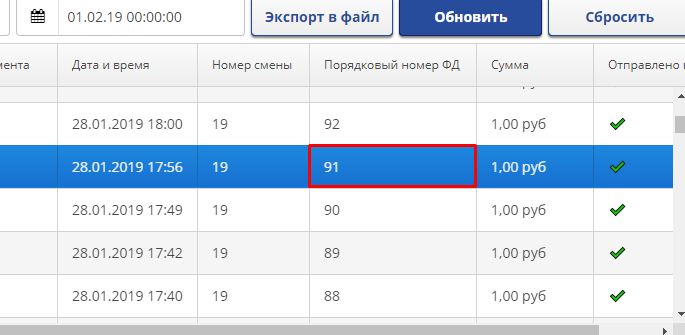 01.02.19 00:00:00 Экспорт в файл Обновить Сбросить
мента Дата и время Номер смены Порядковый номер ФД Сумма Отправлено
28.01.2019 18:00 19 92 1,00 руб
28.01.2019 17:56 19 91 1,00 руб
28.01.2019 17:49 19 90 1,00 руб
28.01.2019 17:42 19 89 1,00 руб
28.01.2019 17:40 19 88 1,00 руб